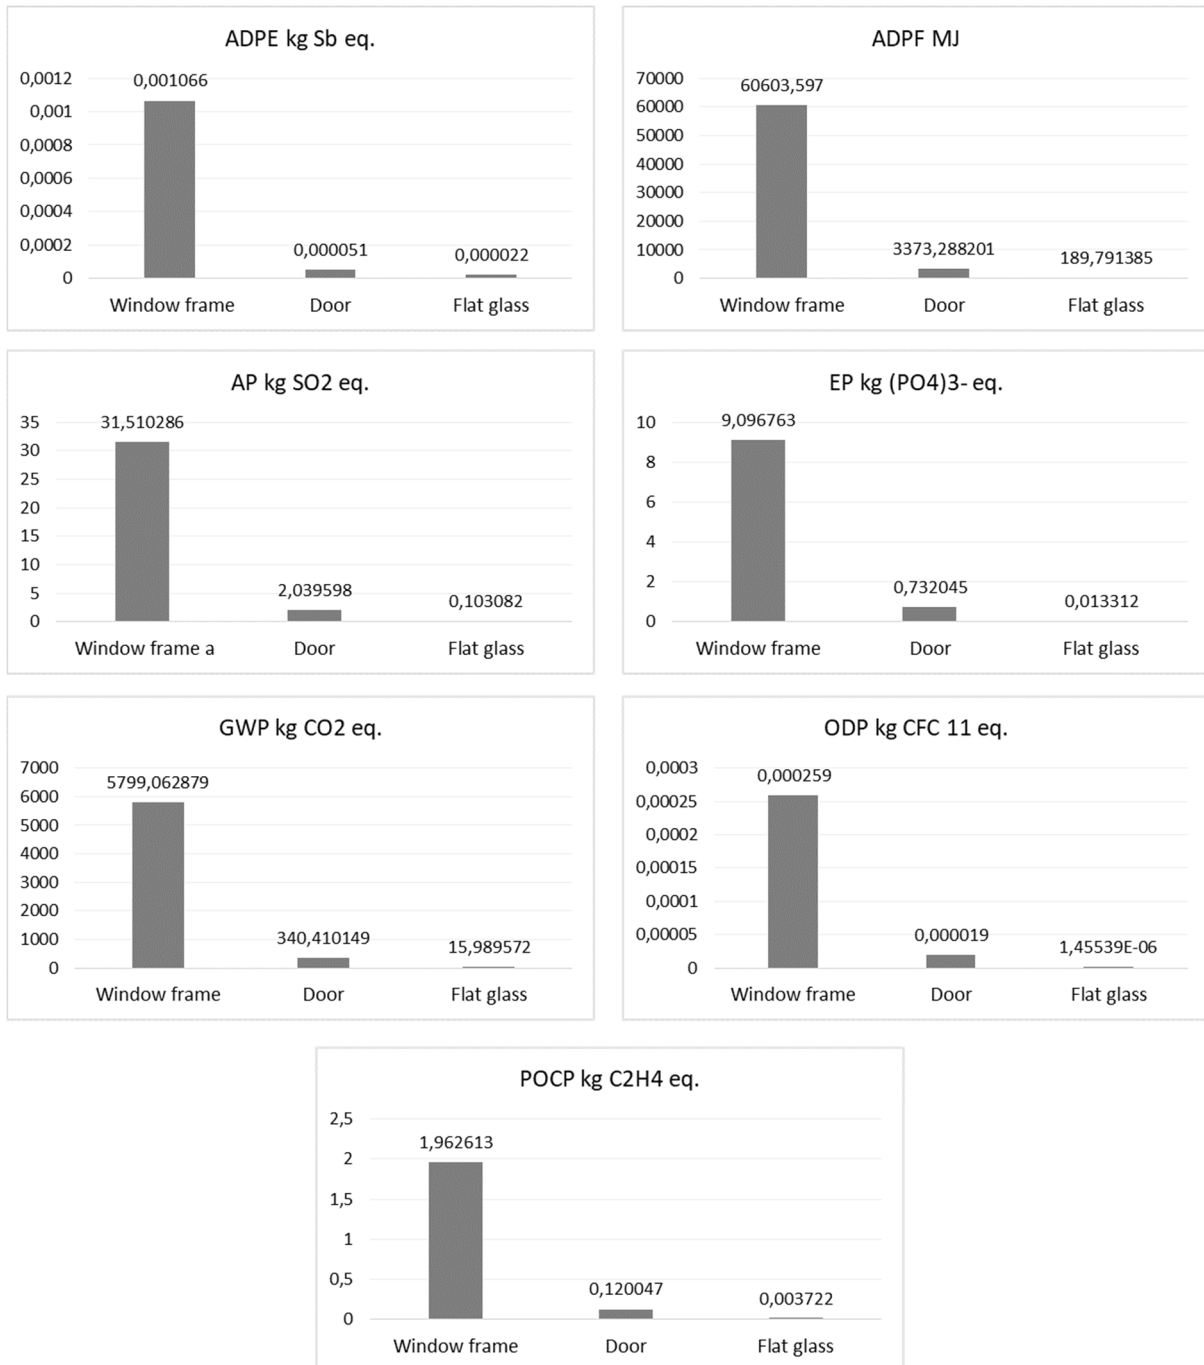 ADPE kg Sb eq.
0,0012
0,001
0,0008
0,0006
0,0004
0,0002
0
0,001066
0,000051
0,000022
Window frame
Door
Flat glass
ADPF MJ
70000
60000
50000
40000
30000
20000
10000
0
60603,597
3373,288201
189,791385
Window frame
Door
Flat glass
AP kg SO2 eq.
35
30
25
20
15
10
5
0
31,510286
2,039598
0,103082
Window frame a
Door
Flat glass
EP kg (PO4)3- eq.
10
8
6
4
2
0
9,096763
0,732045
0,013312
Window frame
Door
Flat glass
GWP kg CO2 eq.
7000
6000
5000
4000
3000
2000
1000
0
5799,062879
340,410149
15,989572
Window frame
Door
Flat glass
ODP kg CFC 11 eq.
0,0003
0,00025
0,0002
0,00015
0,0001
0,00005
0
0,000259
0,000019
1,45539E-06
Window frame
Door
Flat glass
POCP kg C2H4 eq.
2,5
2
1,5
1
0,5
0
1,962613
0,120047
0,003722
Window frame
Door
Flat glass